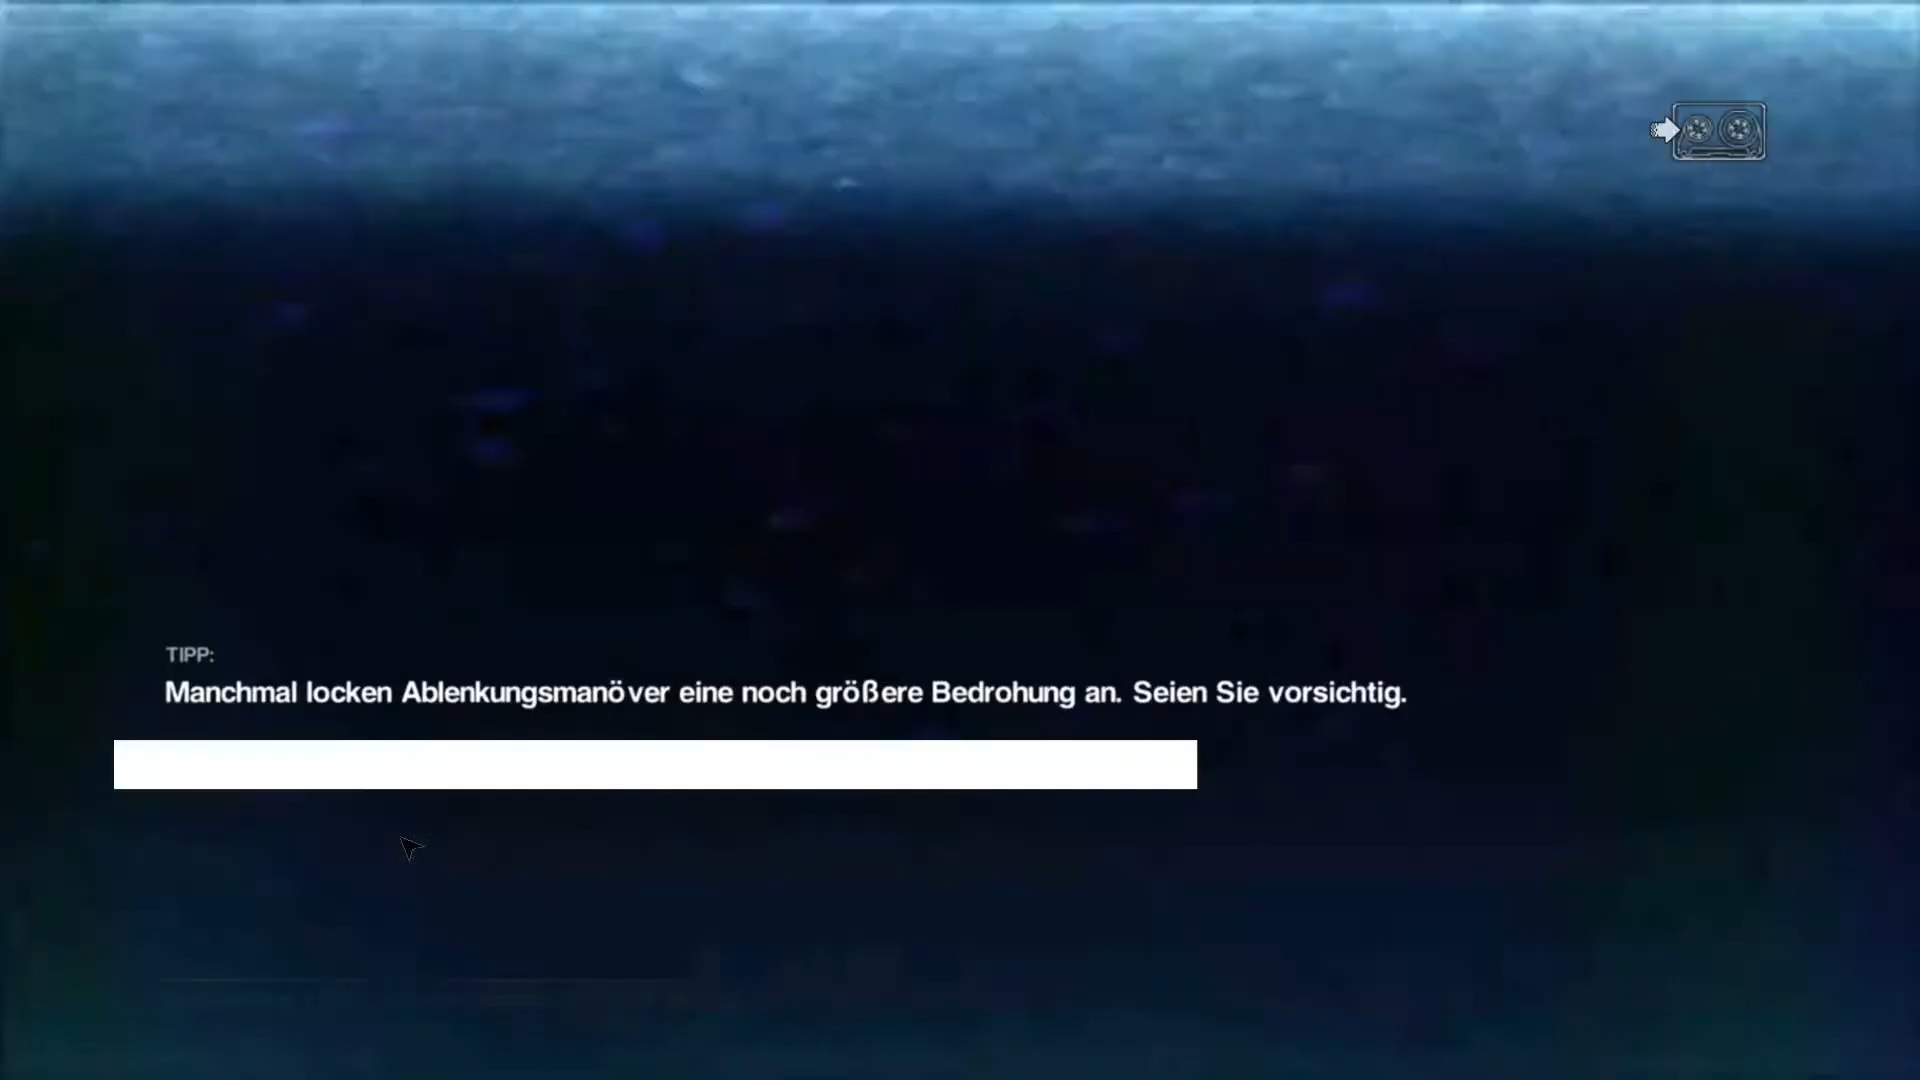 TIPP:
Manchmal locken Ablenkungsmanöver eine noch größere Bedrohung an. Seien Sie vorsichtig.